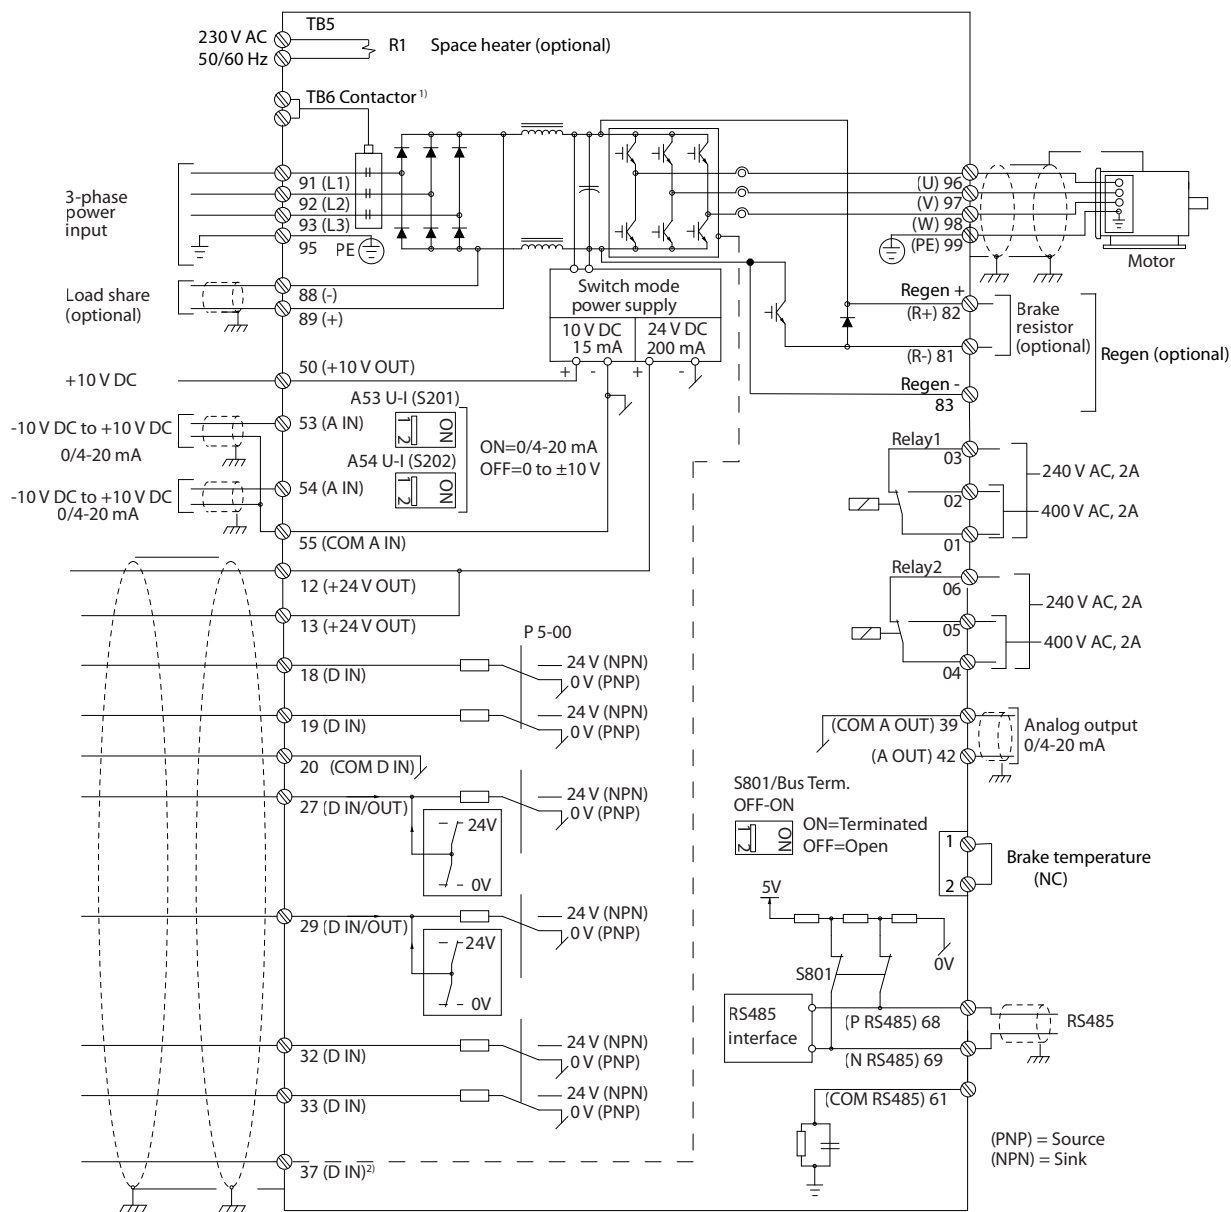 TB5
230 V AC
50/60 Hz
R1
Space heater (optional)
TB6 Contactor 1)
3-phase
power
input
91 (L1)
92 (L2)
93 (L3)
95
PE
(U) 96
(V) 97
(W) 98
(PE) 99
Motor
Load share
(optional)
88 (-)
89 (+)
Switch mode
power supply
10 V DC
15 mA
24 V DC
200 mA
+ - + -
Regen +
(R+) 82
Brake
resistor
(optional)
Regen (optional)
(R-) 81
Regen -
83
+10 V DC
50 (+10 V OUT)
A53 U-I (S201)
1 2
ON
-10 V DC to +10 V DC
0/4-20 mA
53 (A IN)
ON=0/4-20 mA
OFF=0 to ±10 V
A54 U-I (S202)
1 2
ON
-10 V DC to +10 V DC
0/4-20 mA
54 (A IN)
55 (COM A IN)
12 (+24 V OUT)
13 (+24 V OUT)
Relay1
03
240 V AC, 2A
02
400 V AC, 2A
01
Relay2
06
240 V AC, 2A
05
400 V AC, 2A
04
P 5-00
18 (D IN)
24 V (NPN)
0 V (PNP)
19 (D IN)
24 V (NPN)
0 V (PNP)
20 (COM D IN)
27 (D IN/OUT)
24 V (NPN)
0 V (PNP)
24V
0V
29 (D IN/OUT)
24 V (NPN)
0 V (PNP)
24V
0V
32 (D IN)
24 V (NPN)
0 V (PNP)
33 (D IN)
24 V (NPN)
0 V (PNP)
37 (D IN) 2)
(COM A OUT) 39
Analog output
0/4-20 mA
(A OUT) 42
S801/Bus Term.
OFF-ON
1 2
ON
ON=Terminated
OFF=Open
1
2
Brake temperature
(NC)
5V
0V
S801
RS485
interface
(P RS485) 68
RS485
(N RS485) 69
(COM RS485) 61
(PNP) = Source
(NPN) = Sink